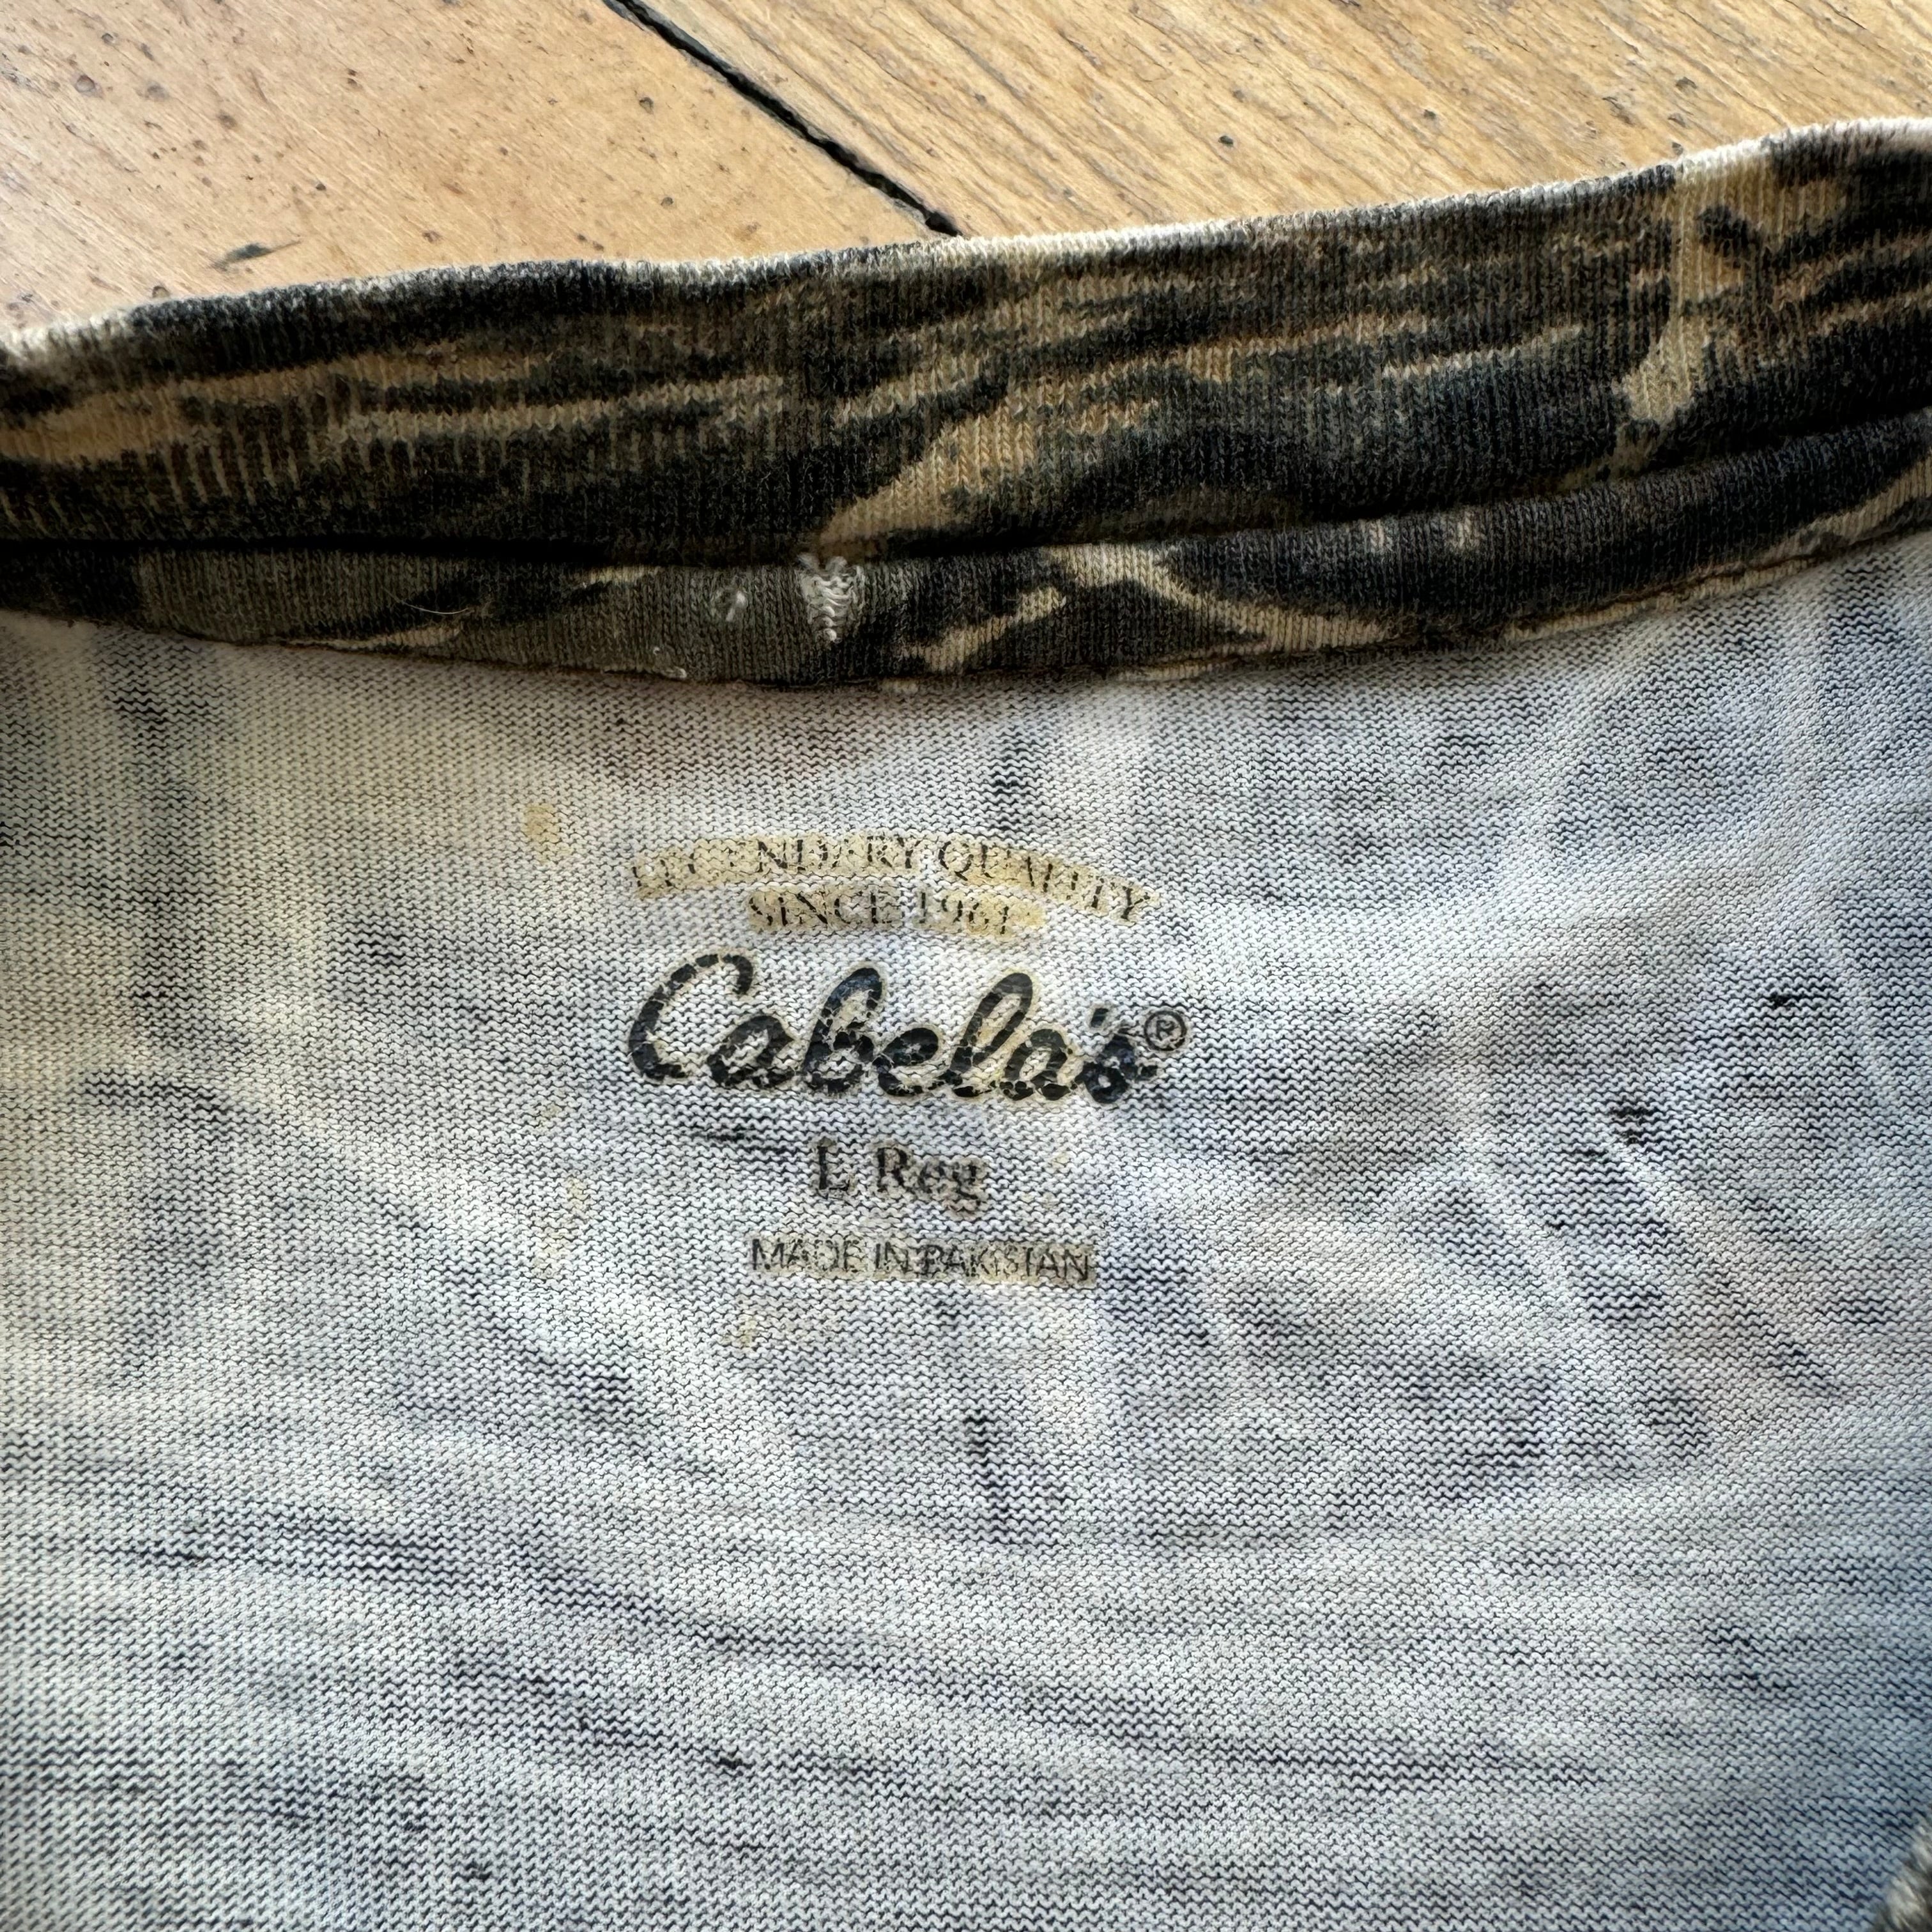 LEGENDARY QUALITY
SINCE 1961
Cabela's®
L Reg
MADE IN PAKISTAN